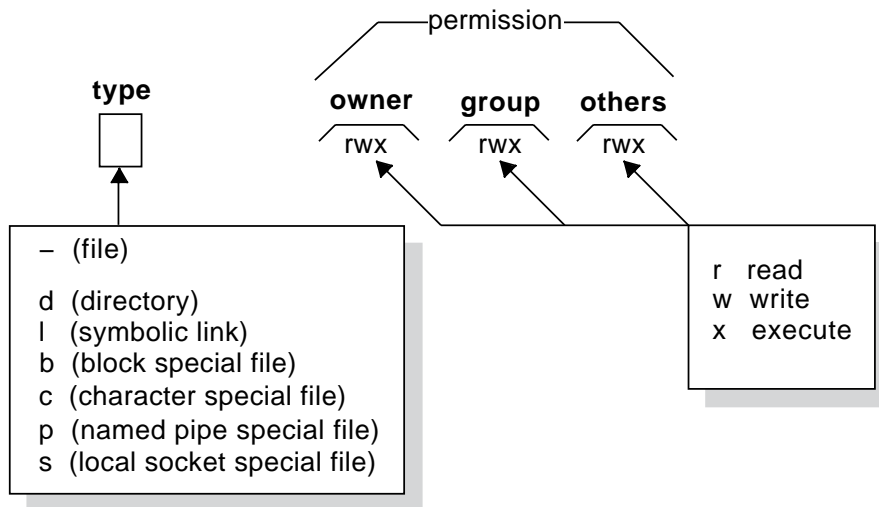 permission
type
owner group others
rwx rwx rwx
– (file)
d (directory)
l (symbolic link)
b (block special file)
c (character special file)
p (named pipe special file)
s (local socket special file)
r read
w write
x execute